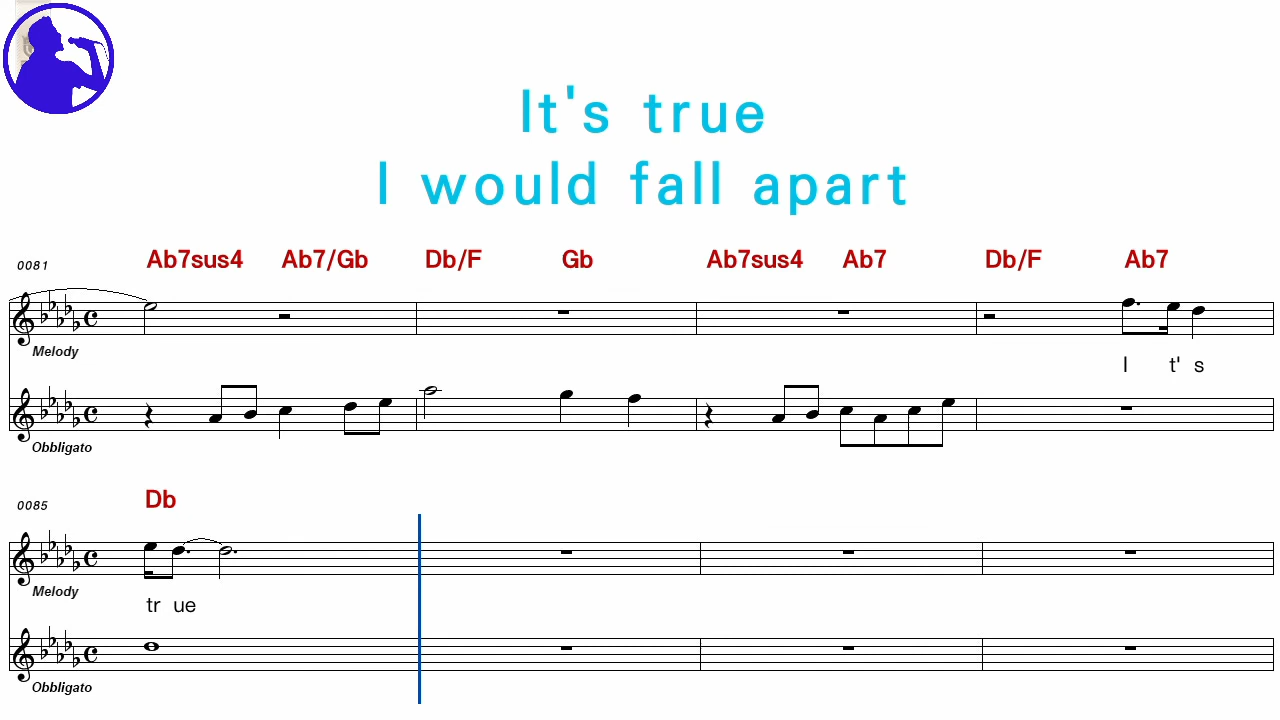 It's true
I would fall apart
0081 Ab7sus4 Ab7/Gb Db/F Gb Ab7sus4 Ab7 Db/F Ab7
Melody
I t' s
Obbligato
0085 Db
Melody
tr ue
Obbligato